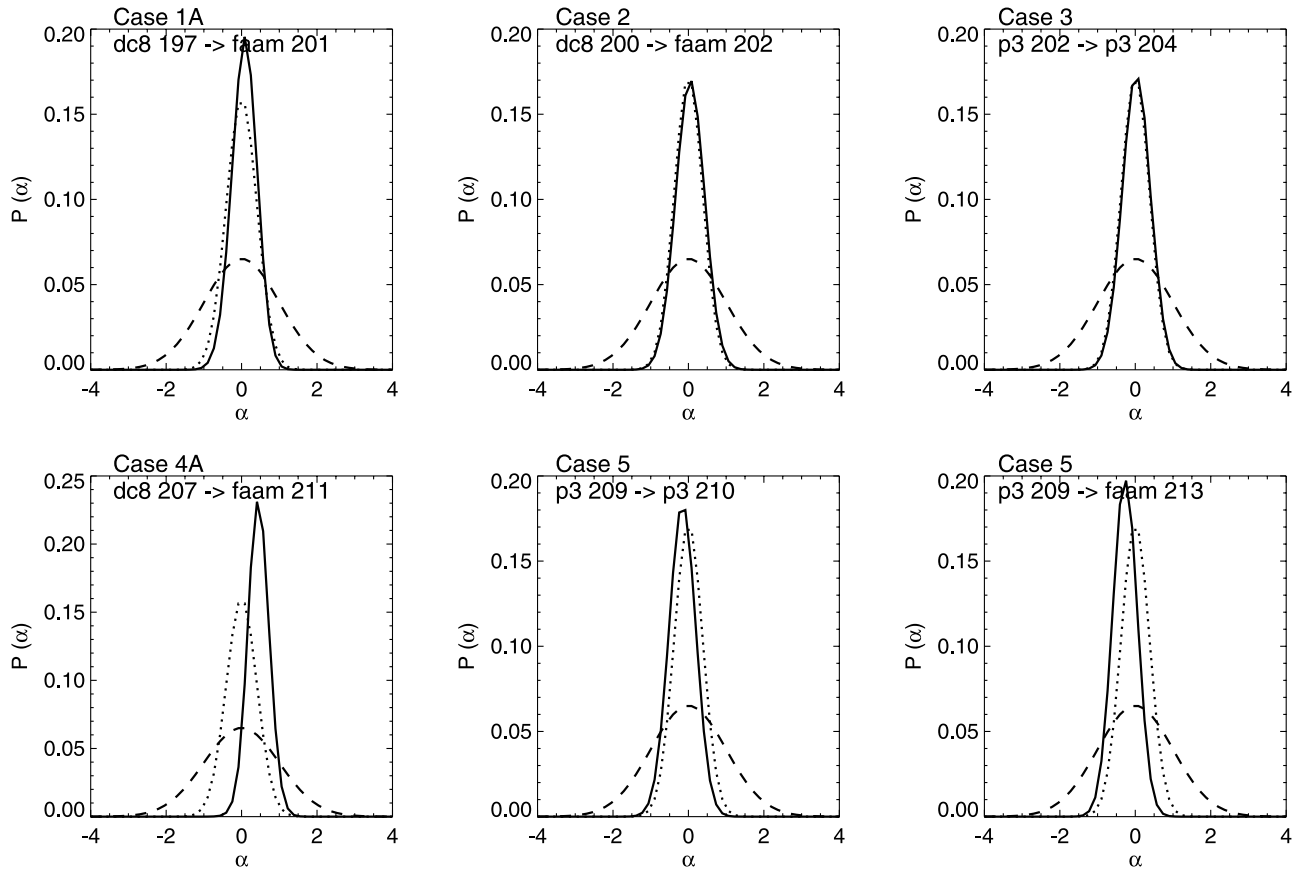 Case 1A
dc8 197 -> faam 201
0.20
0.15
0.10
0.05
0.00
P (α)
-4 -2 0 2 4
α
Case 2
dc8 200 -> faam 202
0.20
0.15
0.10
0.05
0.00
P (α)
-4 -2 0 2 4
α
Case 3
p3 202 -> p3 204
0.20
0.15
0.10
0.05
0.00
P (α)
-4 -2 0 2 4
α
Case 4A
dc8 207 -> faam 211
0.25
0.20
0.15
0.10
0.05
0.00
P (α)
-4 -2 0 2 4
α
Case 5
p3 209 -> p3 210
0.20
0.15
0.10
0.05
0.00
P (α)
-4 -2 0 2 4
α
Case 5
p3 209 -> faam 213
0.20
0.15
0.10
0.05
0.00
P (α)
-4 -2 0 2 4
α